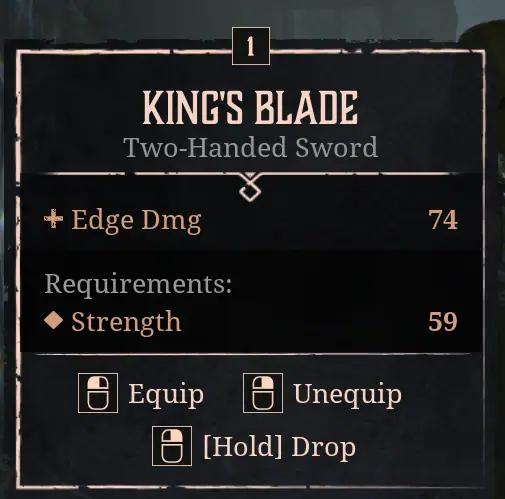 1
KING'S BLADE
Two-Handed Sword
Edge Dmg 74
Requirements:
Strength 59
Equip Unequip
[Hold] Drop